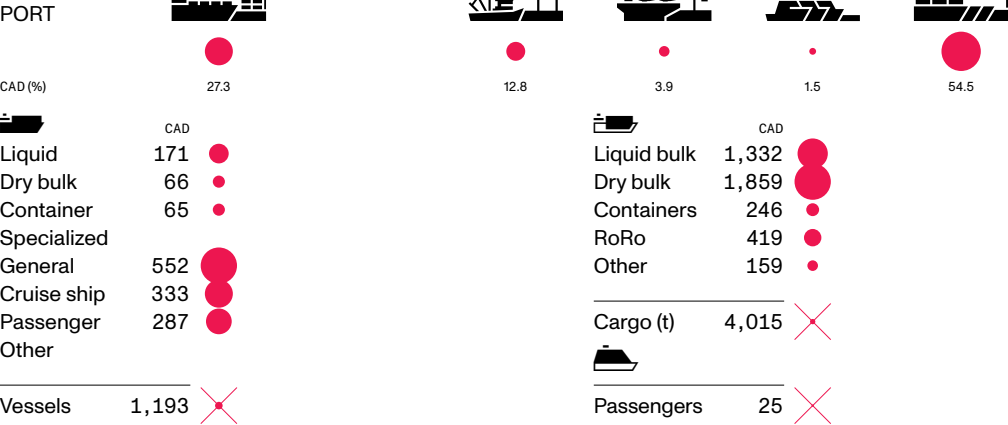 PORT
CAD (%) 27.3 12.8 3.9 1.5 54.5
CAD
Liquid 171
Dry bulk 66
Container 65
Specialized
General 552
Cruise ship 333
Passenger 287
Other
Vessels 1,193
CAD
Liquid bulk 1,332
Dry bulk 1,859
Containers 246
RoRo 419
Other 159
Cargo (t) 4,015
Passengers 25